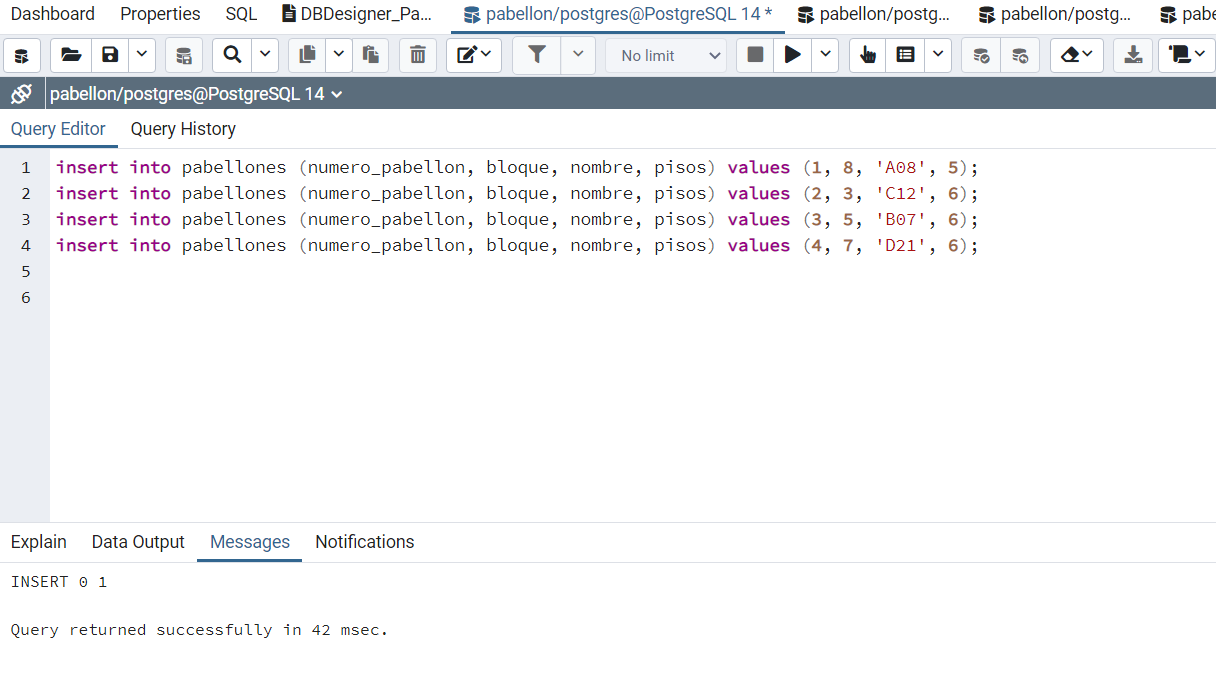 Dashboard Properties SQL DBDesigner_Pa... pabellon/postgres@PostgreSQL 14 * pabellon/postg... pabellon/postg... pabe
No limit
pabellon/postgres@PostgreSQL 14
Query Editor Query History
1 insert into pabellones (numero_pabellon, bloque, nombre, pisos) values (1, 8, 'A08', 5);
2 insert into pabellones (numero_pabellon, bloque, nombre, pisos) values (2, 3, 'C12', 6);
3 insert into pabellones (numero_pabellon, bloque, nombre, pisos) values (3, 5, 'B07', 6);
4 insert into pabellones (numero_pabellon, bloque, nombre, pisos) values (4, 7, 'D21', 6);
5
6
Explain Data Output Messages Notifications
INSERT 0 1
Query returned successfully in 42 msec.